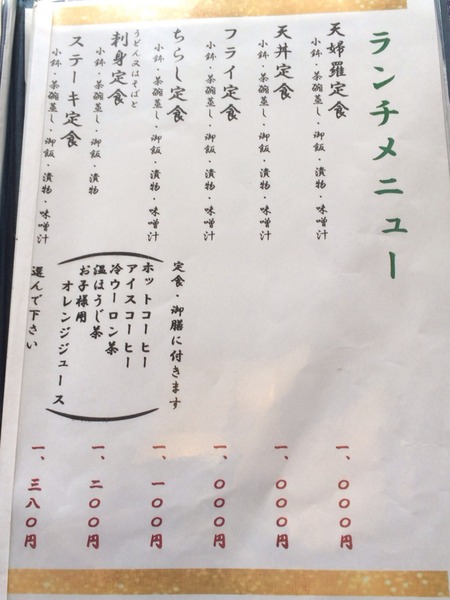 ランチメニュー
天婦羅定食
小鉢・茶碗蒸し・御飯・漬物・味噌汁
一、〇〇〇円
天丼定食
小鉢・茶碗蒸し・御飯・漬物・味噌汁
一、〇〇〇円
フライ定食
小鉢・茶碗蒸し・御飯・漬物・味噌汁
一、〇〇〇円
ちらし定食
小鉢・茶碗蒸し・御飯・漬物・味噌汁
一、一〇〇円
うどん又はそばと
刺身定食
小鉢・茶碗蒸し・御飯・漬物
一、二〇〇円
ステーキ定食
小鉢・茶碗蒸し・御飯・漬物・味噌汁
一、三八〇円
定食・御膳に付きます
ホットコーヒー
アイスコーヒー
冷ウーロン茶
温ほうじ茶
お子様用
オレンジジュース
選んで下さい